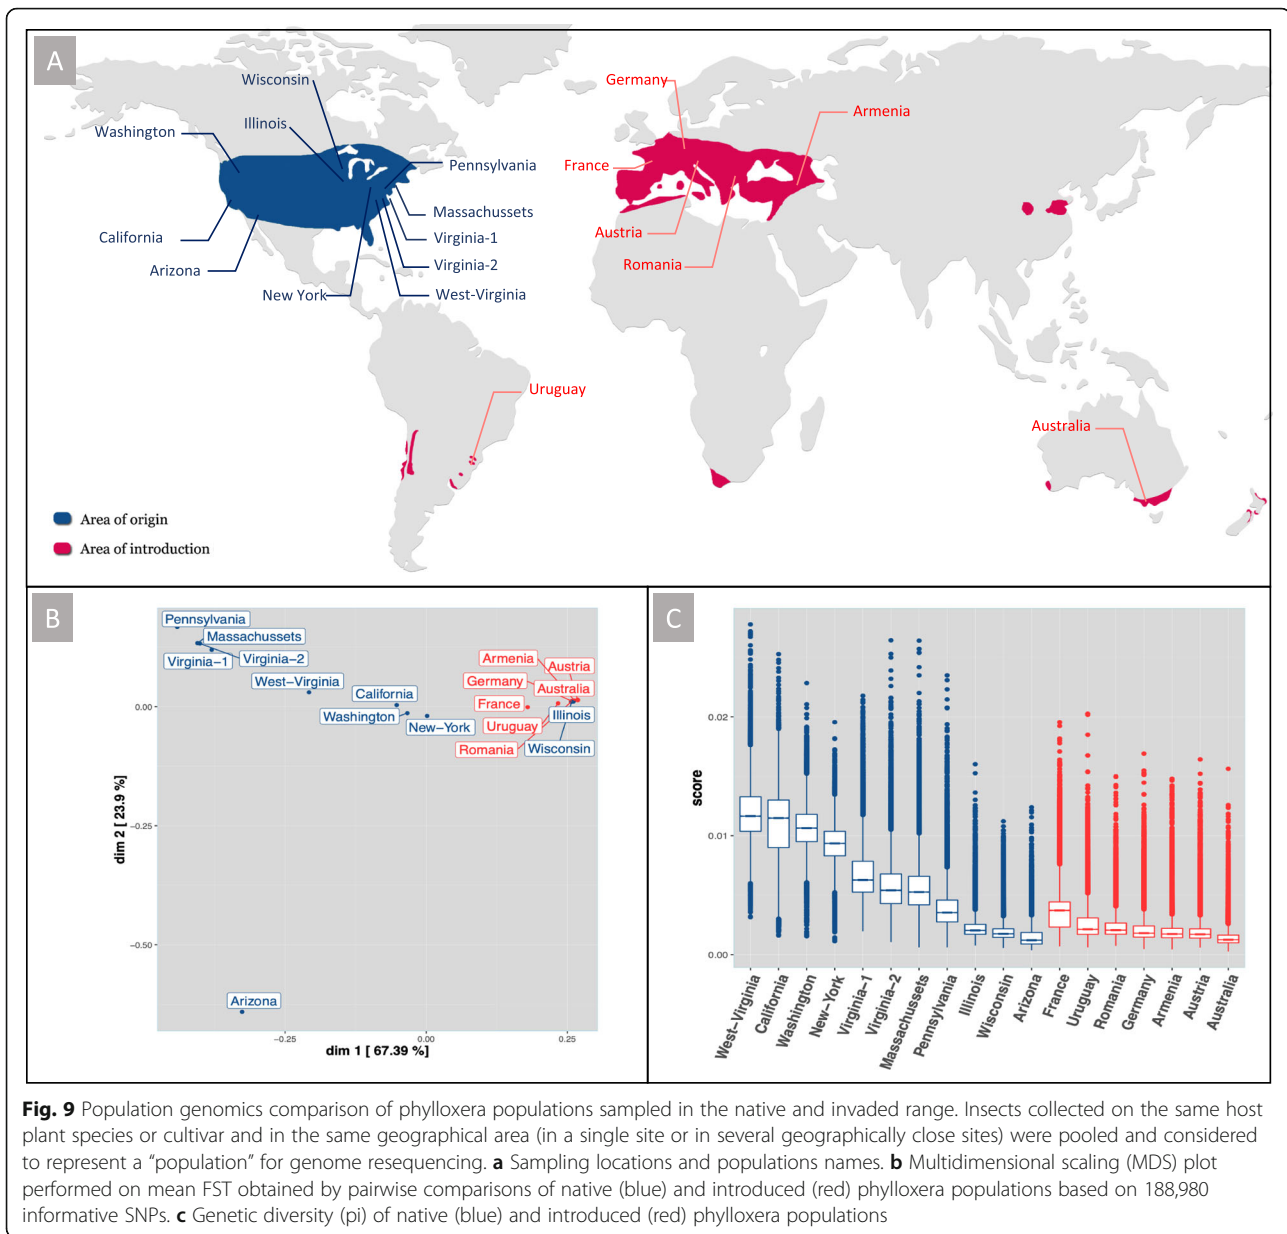 A
Wisconsin
Germany
Armenia
Illinois
Washington
Pennsylvania
France
Massachussets
California
Virginia-1
Austria
Arizona
Virginia-2
Romania
New York
West-Virginia
Uruguay
Australia
Area of origin
Area of introduction
B
Pennsylvania
Massachussets
Virginia-1
Virginia-2
West-Virginia
California
Washington
New-York
Armenia
Austria
Germany
Australia
France
Illinois
Uruguay
Romania
Wisconsin
Arizona
0.00
-0.25
-0.50
dim 2 [ 23.9 %]
-0.25
0.00
0.25
dim 1 [ 67.39 %]
C
0.02
0.01
0.00
score
West-Virginia
California
Washington
New-York
Virginia-1
Virginia-2
Massachussets
Pennsylvania
Illinois
Wisconsin
Arizona
France
Uruguay
Romania
Germany
Armenia
Austria
Australia
Fig. 9 Population genomics comparison of phylloxera populations sampled in the native and invaded range. Insects collected on the same host
plant species or cultivar and in the same geographical area (in a single site or in several geographically close sites) were pooled and considered
to represent a “population” for genome resequencing. a Sampling locations and populations names. b Multidimensional scaling (MDS) plot
performed on mean FST obtained by pairwise comparisons of native (blue) and introduced (red) phylloxera populations based on 188,980
informative SNPs. c Genetic diversity (pi) of native (blue) and introduced (red) phylloxera populations